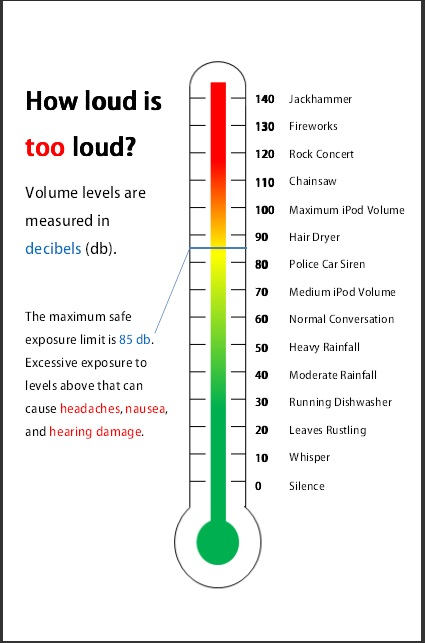 How loud is
too loud?
Volume levels are
measured in
decibels (db).
The maximum safe
exposure limit is 85 db.
Excessive exposure to
levels above that can
cause headaches, nausea,
and hearing damage.
140 Jackhammer
130 Fireworks
120 Rock Concert
110 Chainsaw
100 Maximum iPod Volume
90 Hair Dryer
80 Police Car Siren
70 Medium iPod Volume
60 Normal Conversation
50 Heavy Rainfall
40 Moderate Rainfall
30 Running Dishwasher
20 Leaves Rustling
10 Whisper
0 Silence